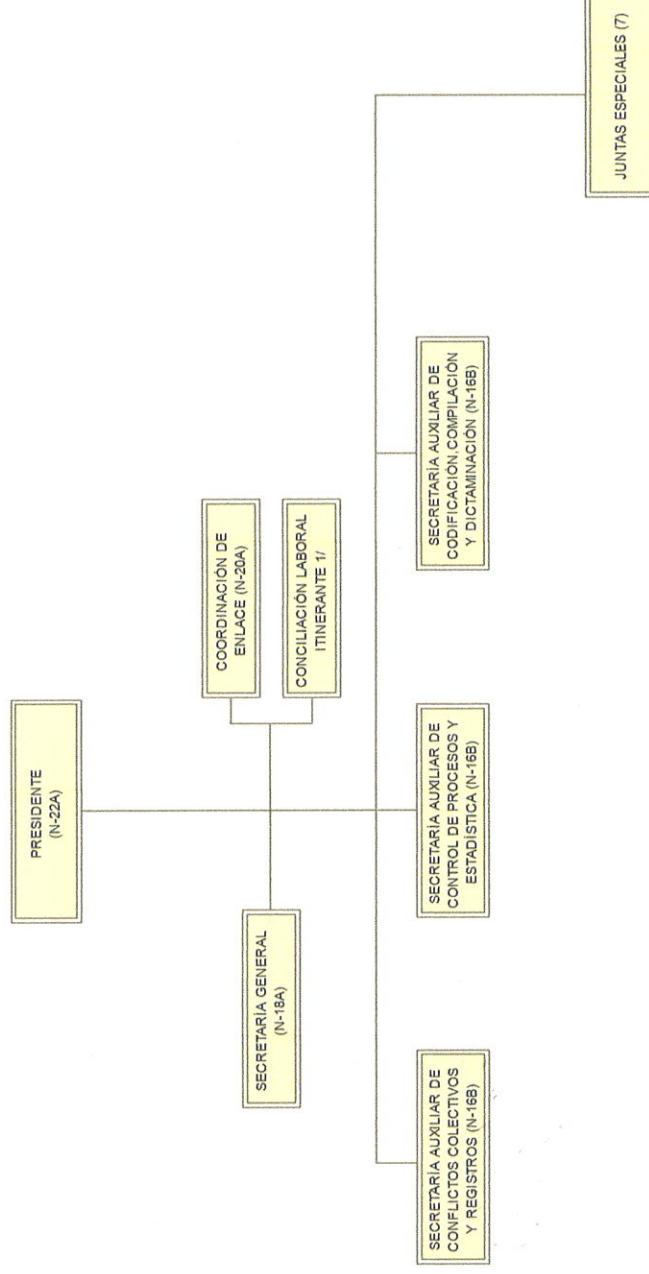 PRESIDENTE
(N-22A)
SECRETARÍA GENERAL
(N-18A)
COORDINACIÓN DE
ENLACE (N-20A)
CONCILIACIÓN LABORAL
ITINERANTE 1/
SECRETARÍA AUXILIAR DE
CONFLICTOS COLECTIVOS
Y REGISTROS (N-16B)
SECRETARÍA AUXILIAR DE
CONTROL DE PROCESOS Y
ESTADÍSTICA (N-16B)
SECRETARÍA AUXILIAR DE
CODIFICACIÓN,COMPILACIÓN
Y DICTAMINACIÓN (N-16B)
JUNTAS ESPECIALES (7)